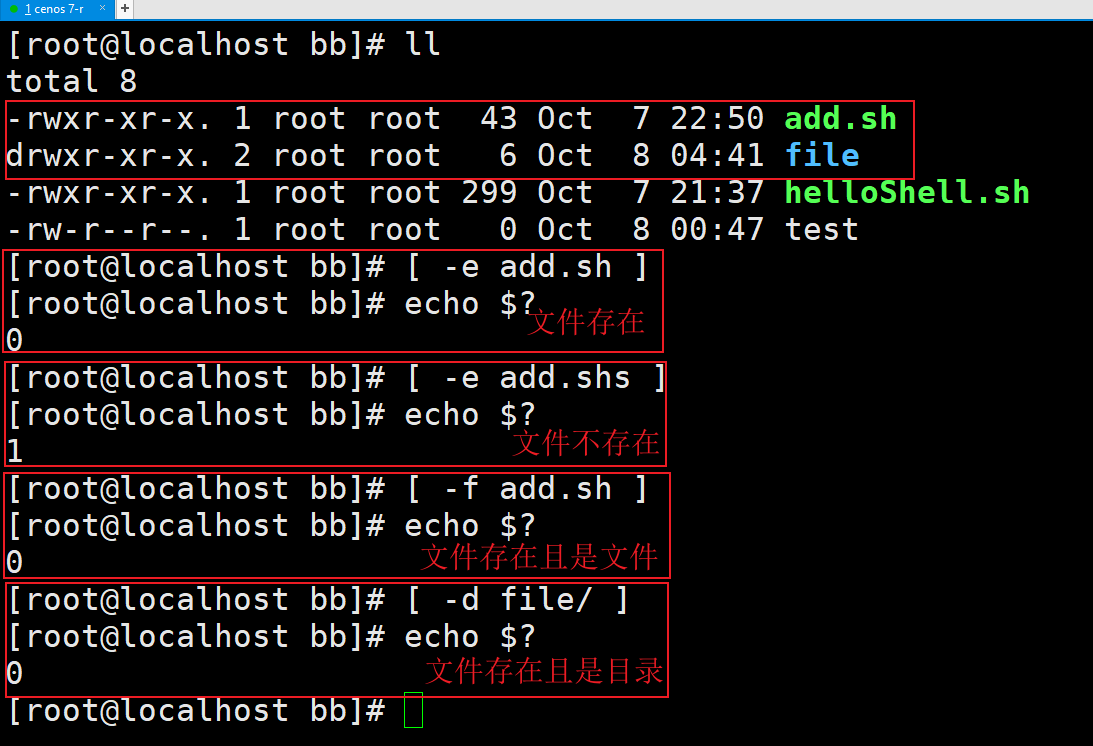 1 cenos 7-r × +
[root@localhost bb]# ll
total 8
-rwxr-xr-x. 1 root root  43 Oct  7 22:50 add.sh
drwxr-xr-x. 2 root root   6 Oct  8 04:41 file
-rwxr-xr-x. 1 root root 299 Oct  7 21:37 helloShell.sh
-rw-r--r--. 1 root root   0 Oct  8 00:47 test
[root@localhost bb]# [ -e add.sh ]
[root@localhost bb]# echo $?
文件存在
0
[root@localhost bb]# [ -e add.shs ]
[root@localhost bb]# echo $?
文件不存在
1
[root@localhost bb]# [ -f add.sh ]
[root@localhost bb]# echo $?
文件存在且是文件
0
[root@localhost bb]# [ -d file/ ]
[root@localhost bb]# echo $?
文件存在且是目录
0
[root@localhost bb]#